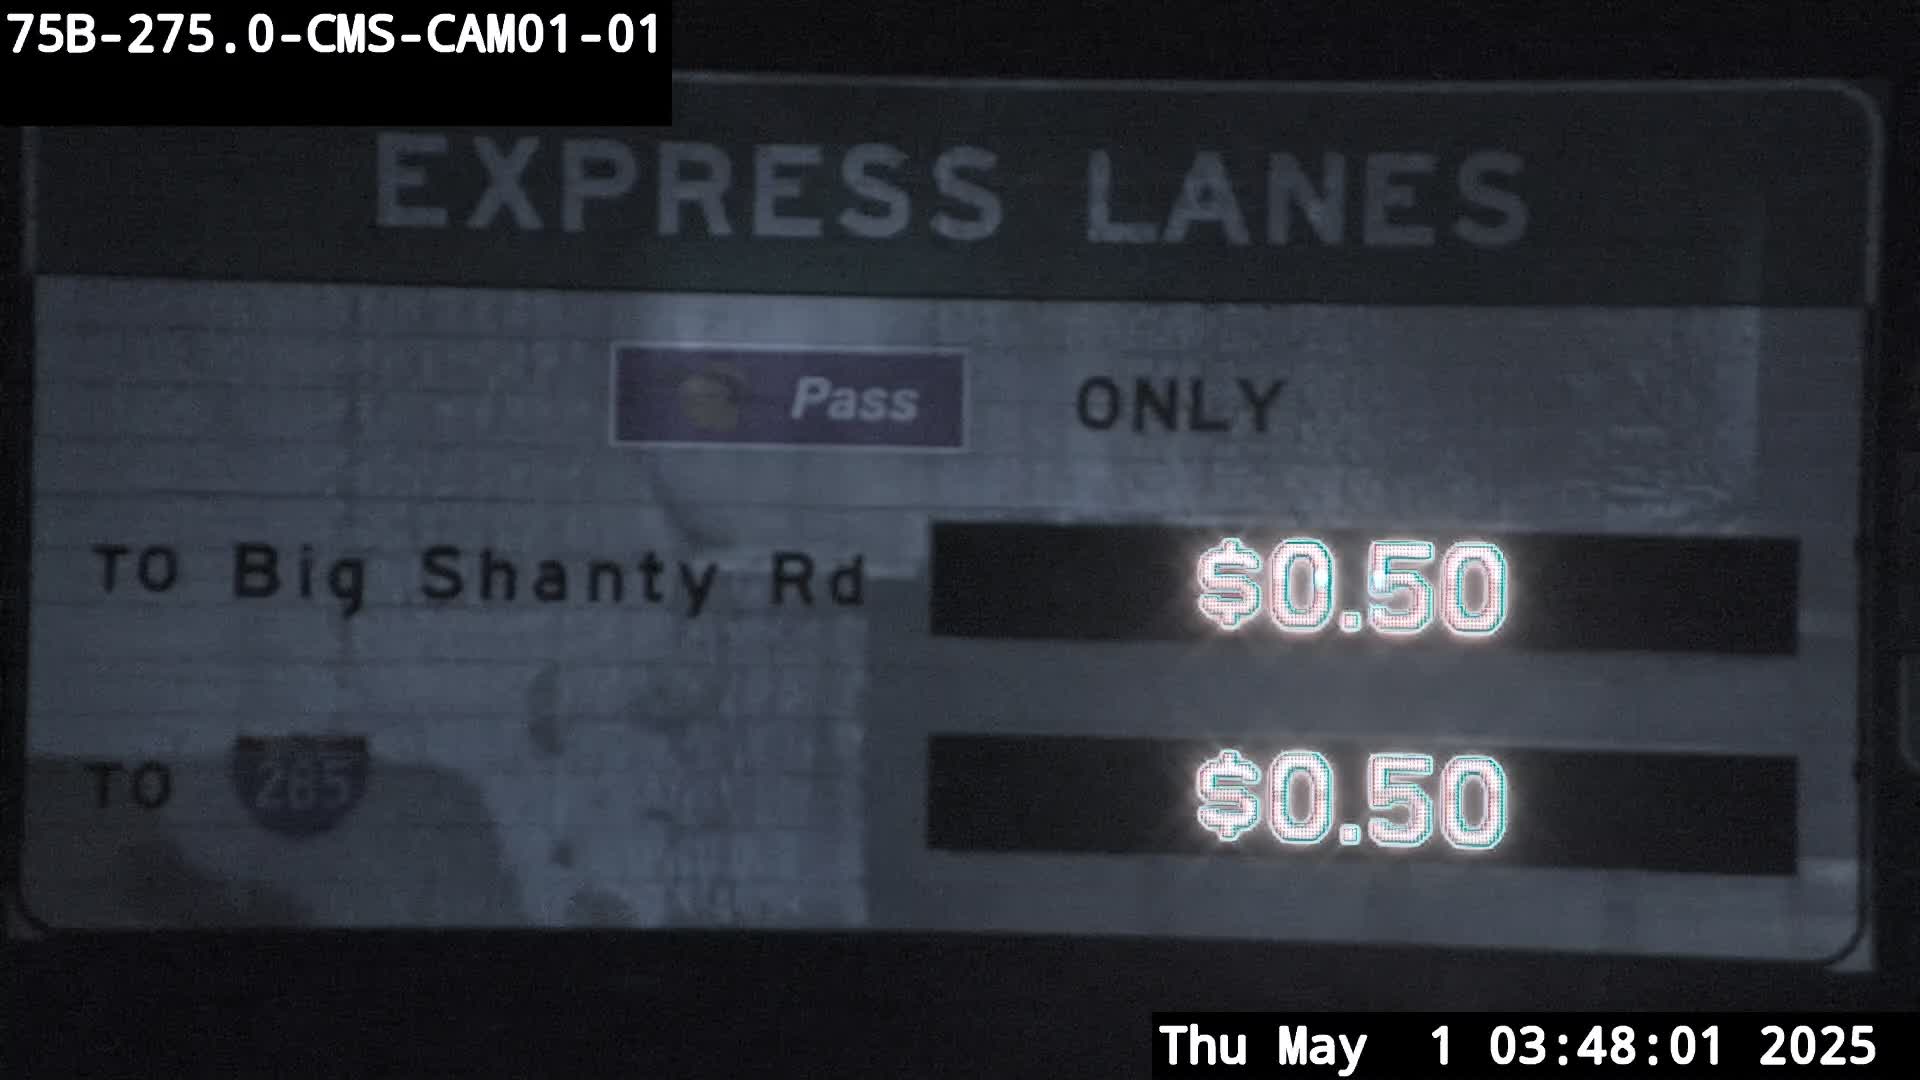 75B-275.0-CMS-CAM01-01
EXPRESS LANES
Pass ONLY
TO Big Shanty Rd $0.50
TO 285 $0.50
Thu May 1 03:48:01 2025